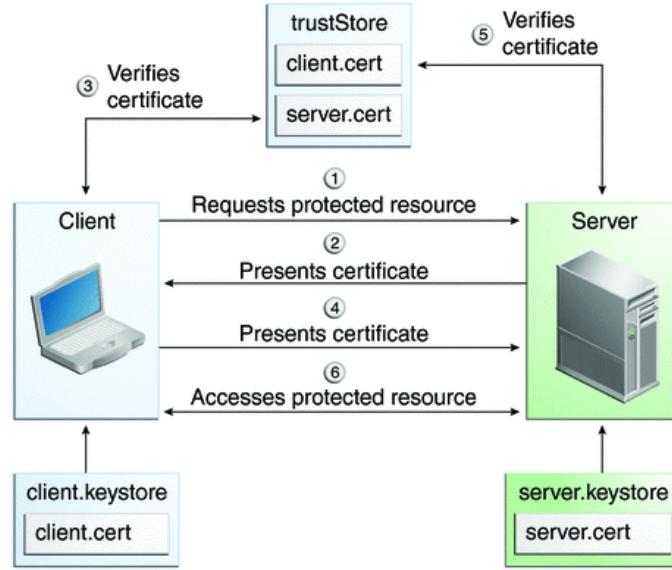 trustStore
client.cert
server.cert
3 Verifies
certificate
5 Verifies
certificate
1
Requests protected resource
2
Presents certificate
4
Presents certificate
6
Accesses protected resource
Client
Server
client.keystore
client.cert
server.keystore
server.cert